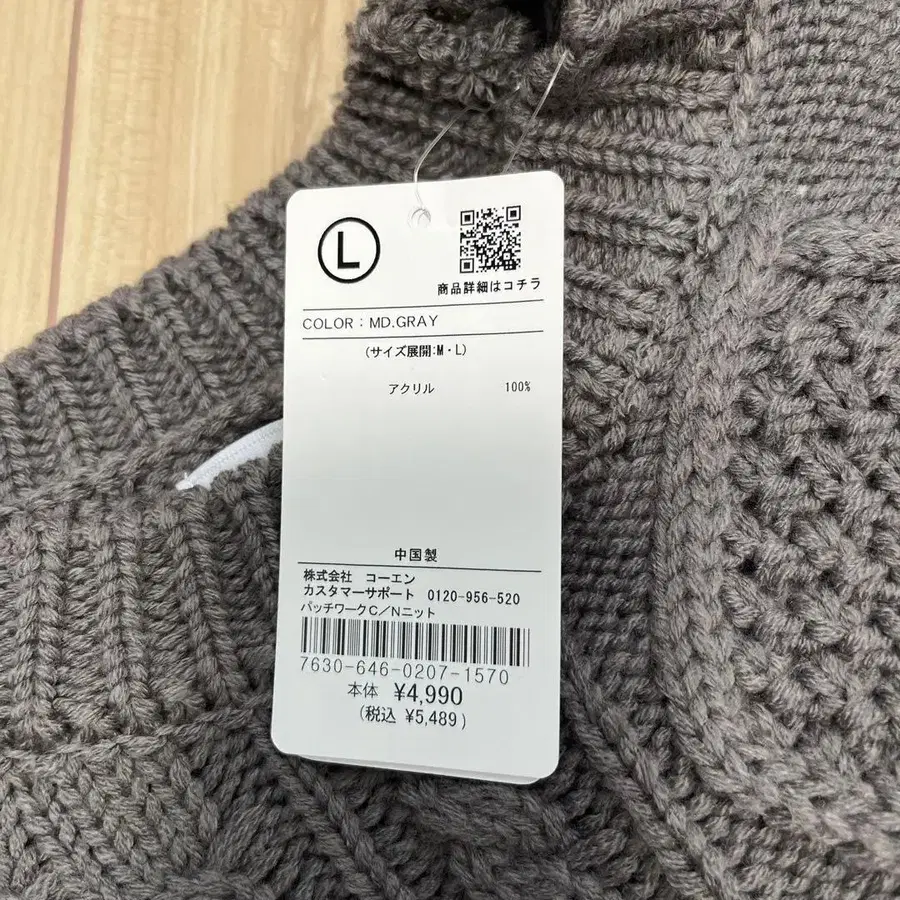 L
商品詳細はコチラ
COLOR：MD.GRAY
(サイズ展開:M・L)
アクリル 100%
中国製
株式会社 コーエン
カスタマーサポート 0120-956-520
パッチワークC／Nニット
7630-646-0207-1570
本体 ¥4,990
(税込 ¥5,489)